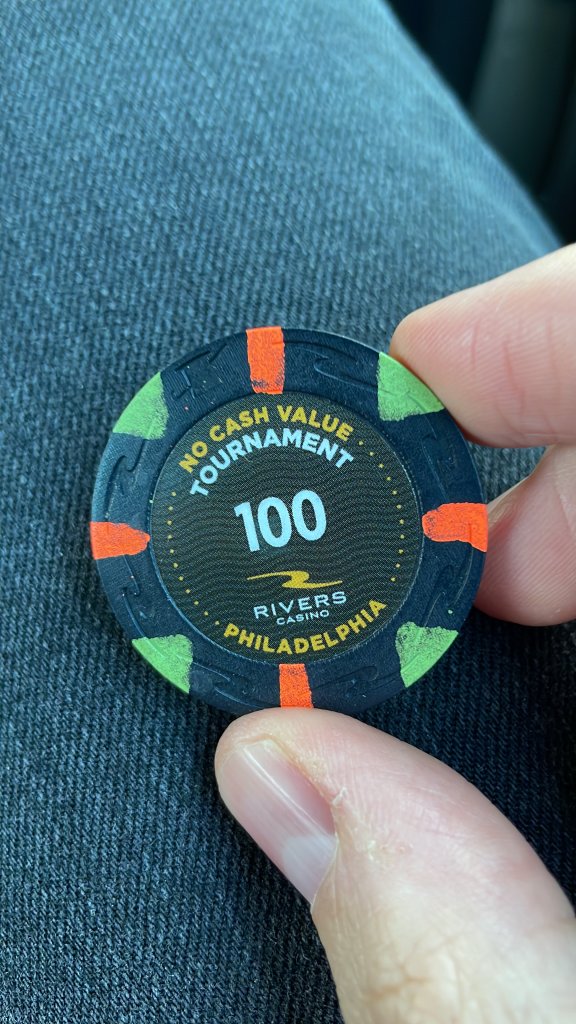 NO CASH VALUE
TOURNAMENT
100
RIVERS
CASINO
PHILADELPHIA